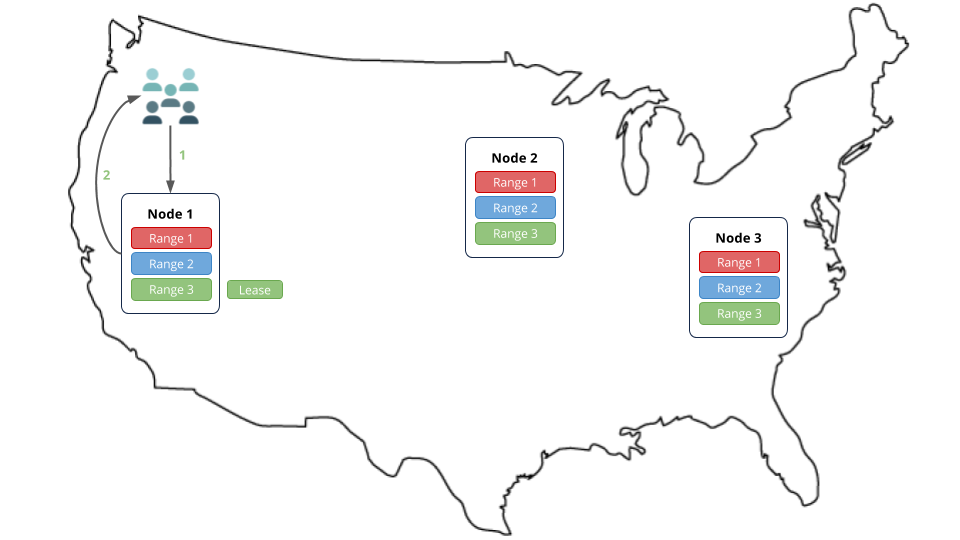 1
2
Node 1
Range 1
Range 2
Range 3
Lease
Node 2
Range 1
Range 2
Range 3
Node 3
Range 1
Range 2
Range 3